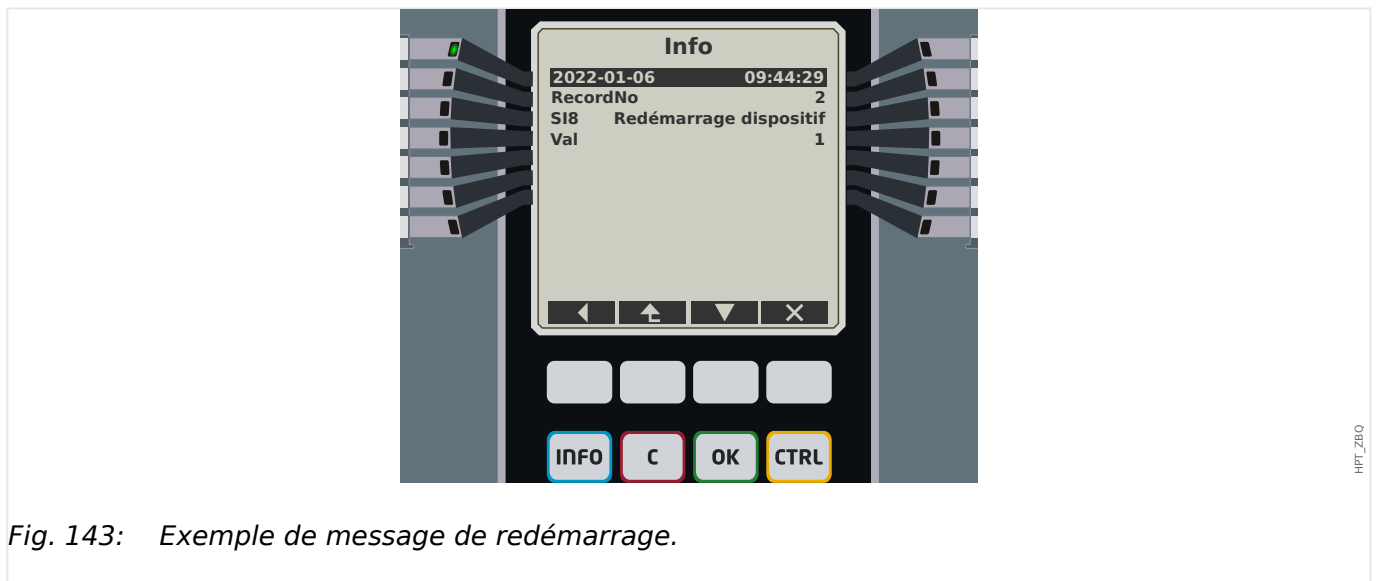 Info
2022-01-06 09:44:29
RecordNo 2
SI8 Redémarrage dispositif
Val 1
INFO C OK CTRL
HPT_ZBQ
Fig. 143: Exemple de message de redémarrage.